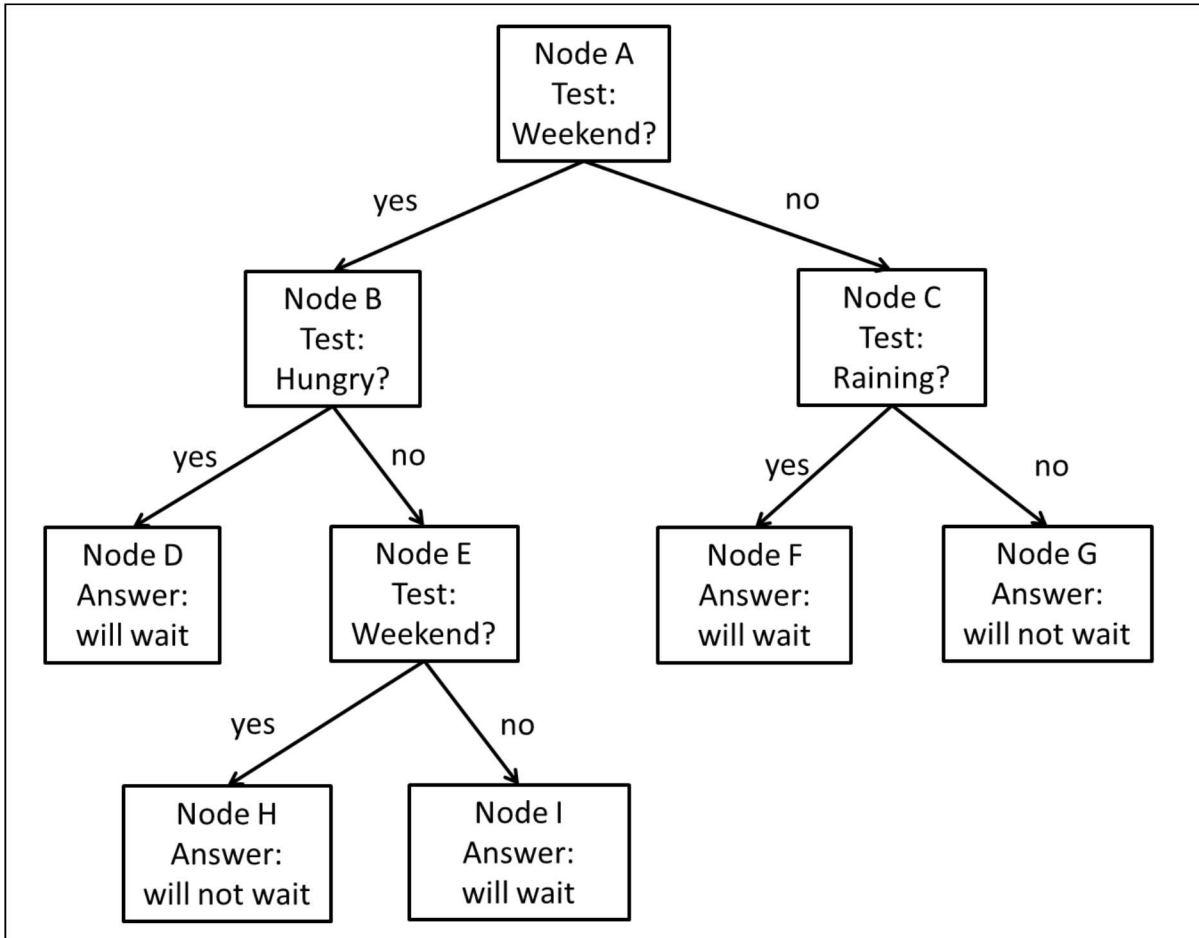 Node A
Test:
Weekend?
yes
no
Node B
Test:
Hungry?
Node C
Test:
Raining?
yes
no
yes
no
Node D
Answer:
will wait
Node E
Test:
Weekend?
Node F
Answer:
will wait
Node G
Answer:
will not wait
yes
no
Node H
Answer:
will not wait
Node I
Answer:
will wait